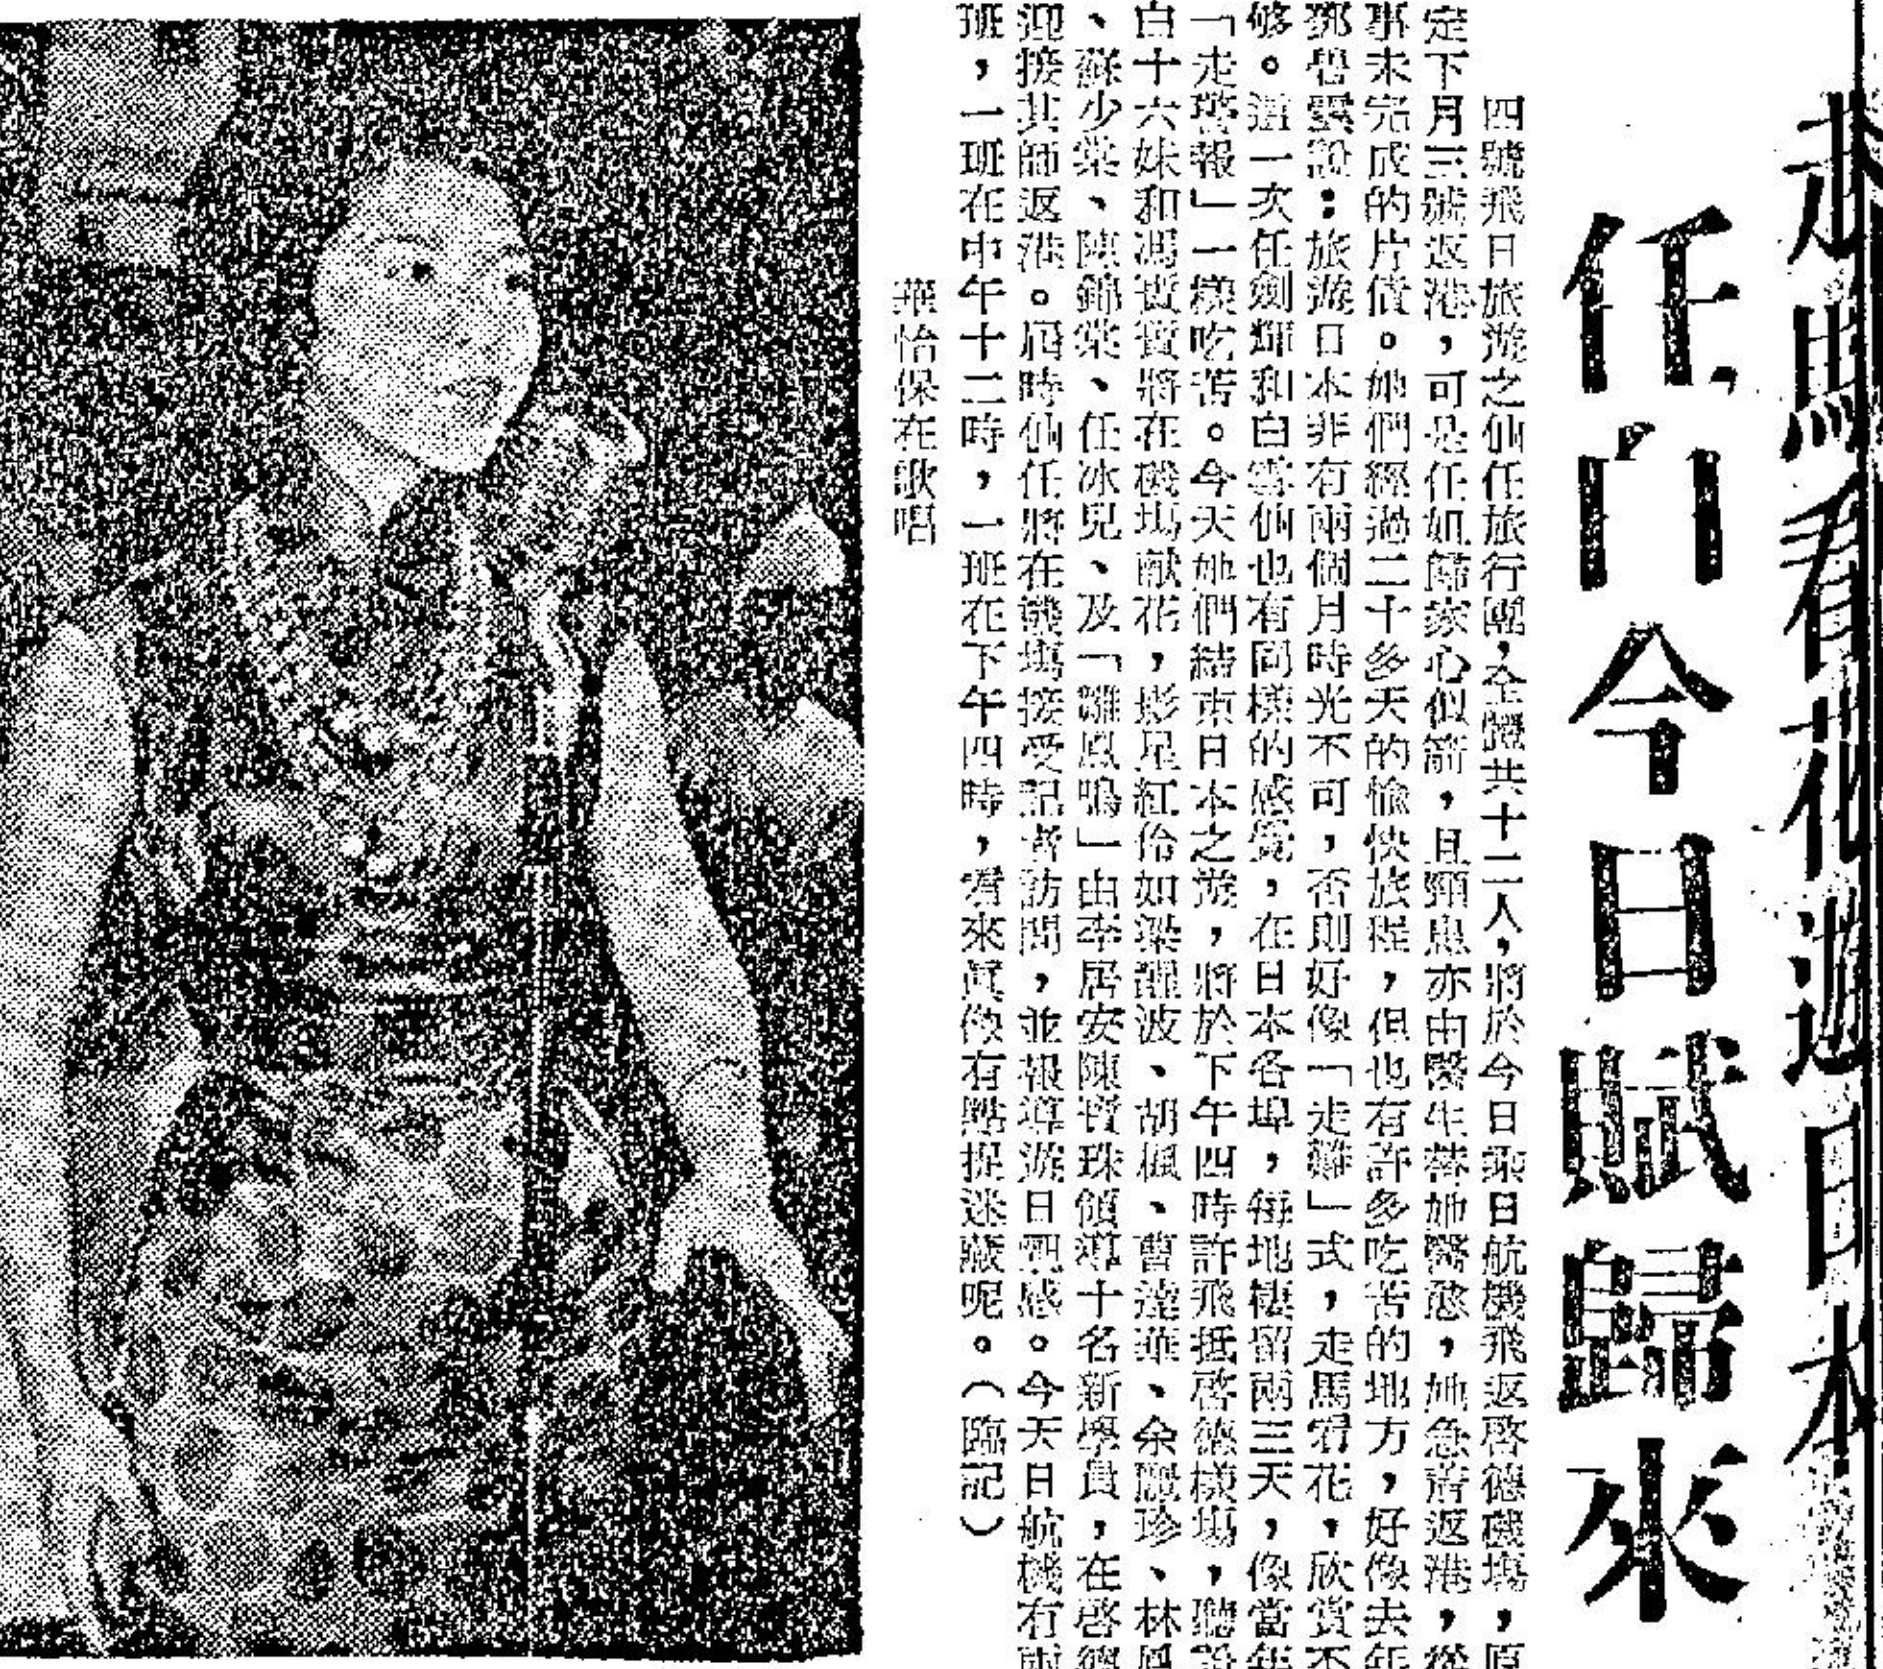 走馬看花遊日本
任白今日賦歸來
四號飛日旅遊之仙任旅行團，全體共十二人，將於今日乘日航機飛返啓德機塲，原
定下月三號返港，可是任姐歸家心似箭，且頸患亦由醫生替她醫愈，她急著返港，從
事未完成的片債。她們經過二十多天的愉快旅程，但也有許多吃苦的地方，好像去年
鄧碧雲說：旅遊日本非有兩個月時光不可，否則好像「走難」式，走馬看花，欣賞不
够。這一次任劍輝和白雪仙也有同樣的感覺，在日本各埠，每地棲留兩三天，像當年
「走警報」一樣吃苦。今天她們結束日本之遊，將於下午四時許飛抵啓德機塲，聽說
白十六妹和馮寶寶將在機塲献花，影星紅伶如梁醒波、胡楓、曹達華、余麗珍、林鳳
、蘇少棠、陳錦棠、任冰兒、及「雛鳳鳴」由李居安陳寶珠領導十名新學員，在啓德
迎接其師返港。屆時仙任將在機塲接受記者訪問，並報導游日觀感。今天日航機有兩
班，一班在中午十二時，一班在下午四時，看來眞像有點捉迷藏呢。（臨記）
華怡保在歌唱